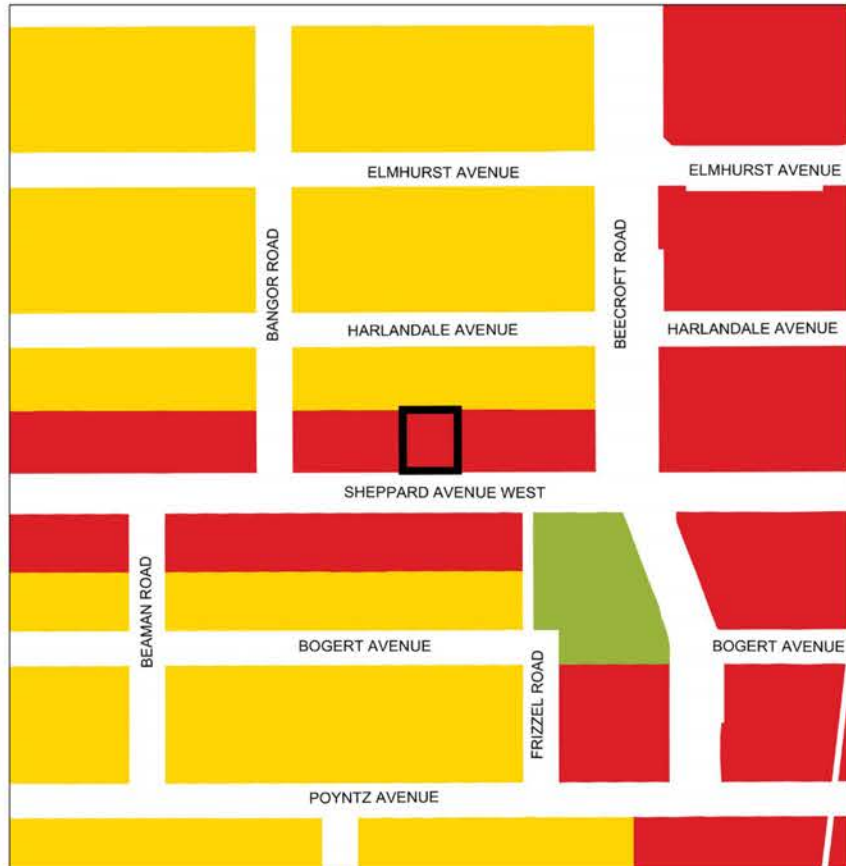 ELMHURST AVENUE
ELMHURST AVENUE
BANGOR ROAD
BEECROFT ROAD
HARLANDALE AVENUE
HARLANDALE AVENUE
SHEPPARD AVENUE WEST
BEAMAN ROAD
BOGERT AVENUE
FRIZZEL ROAD
BOGERT AVENUE
POYNTZ AVENUE